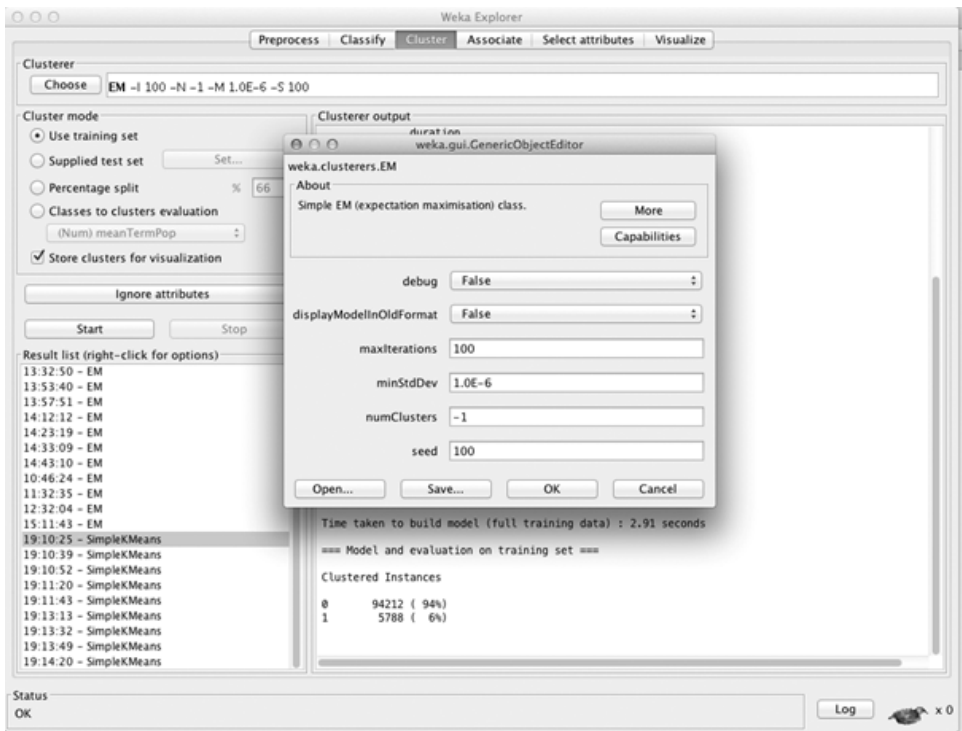 Weka Explorer
Preprocess Classify Cluster Associate Select attributes Visualize
Clusterer
Choose EM -I 100 -N -1 -M 1.0E-6 -S 100
Cluster mode
Use training set
Supplied test set Set...
Percentage split % 66
Classes to clusters evaluation
(Num) meanTermPop
Store clusters for visualization
Ignore attributes
Start Stop
Result list (right-click for options)
13:32:50 - EM
13:53:40 - EM
13:57:51 - EM
14:12:12 - EM
14:23:19 - EM
14:33:09 - EM
14:43:10 - EM
10:46:24 - EM
11:32:35 - EM
12:32:04 - EM
15:11:43 - EM
19:10:25 - SimpleKMeans
19:10:39 - SimpleKMeans
19:10:52 - SimpleKMeans
19:11:20 - SimpleKMeans
19:11:43 - SimpleKMeans
19:13:13 - SimpleKMeans
19:13:32 - SimpleKMeans
19:13:49 - SimpleKMeans
19:14:20 - SimpleKMeans
Clusterer output
duration
weka.gui.GenericObjectEditor
weka.clusterers.EM
About
Simple EM (expectation maximisation) class.
More
Capabilities
debug False
displayModelInOldFormat False
maxIterations 100
minStdDev 1.0E-6
numClusters -1
seed 100
Open... Save... OK Cancel
Time taken to build model (full training data) : 2.91 seconds
=== Model and evaluation on training set ===
Clustered Instances
0 94212 ( 94%)
1 5788 ( 6%)
Status
OK
Log x 0